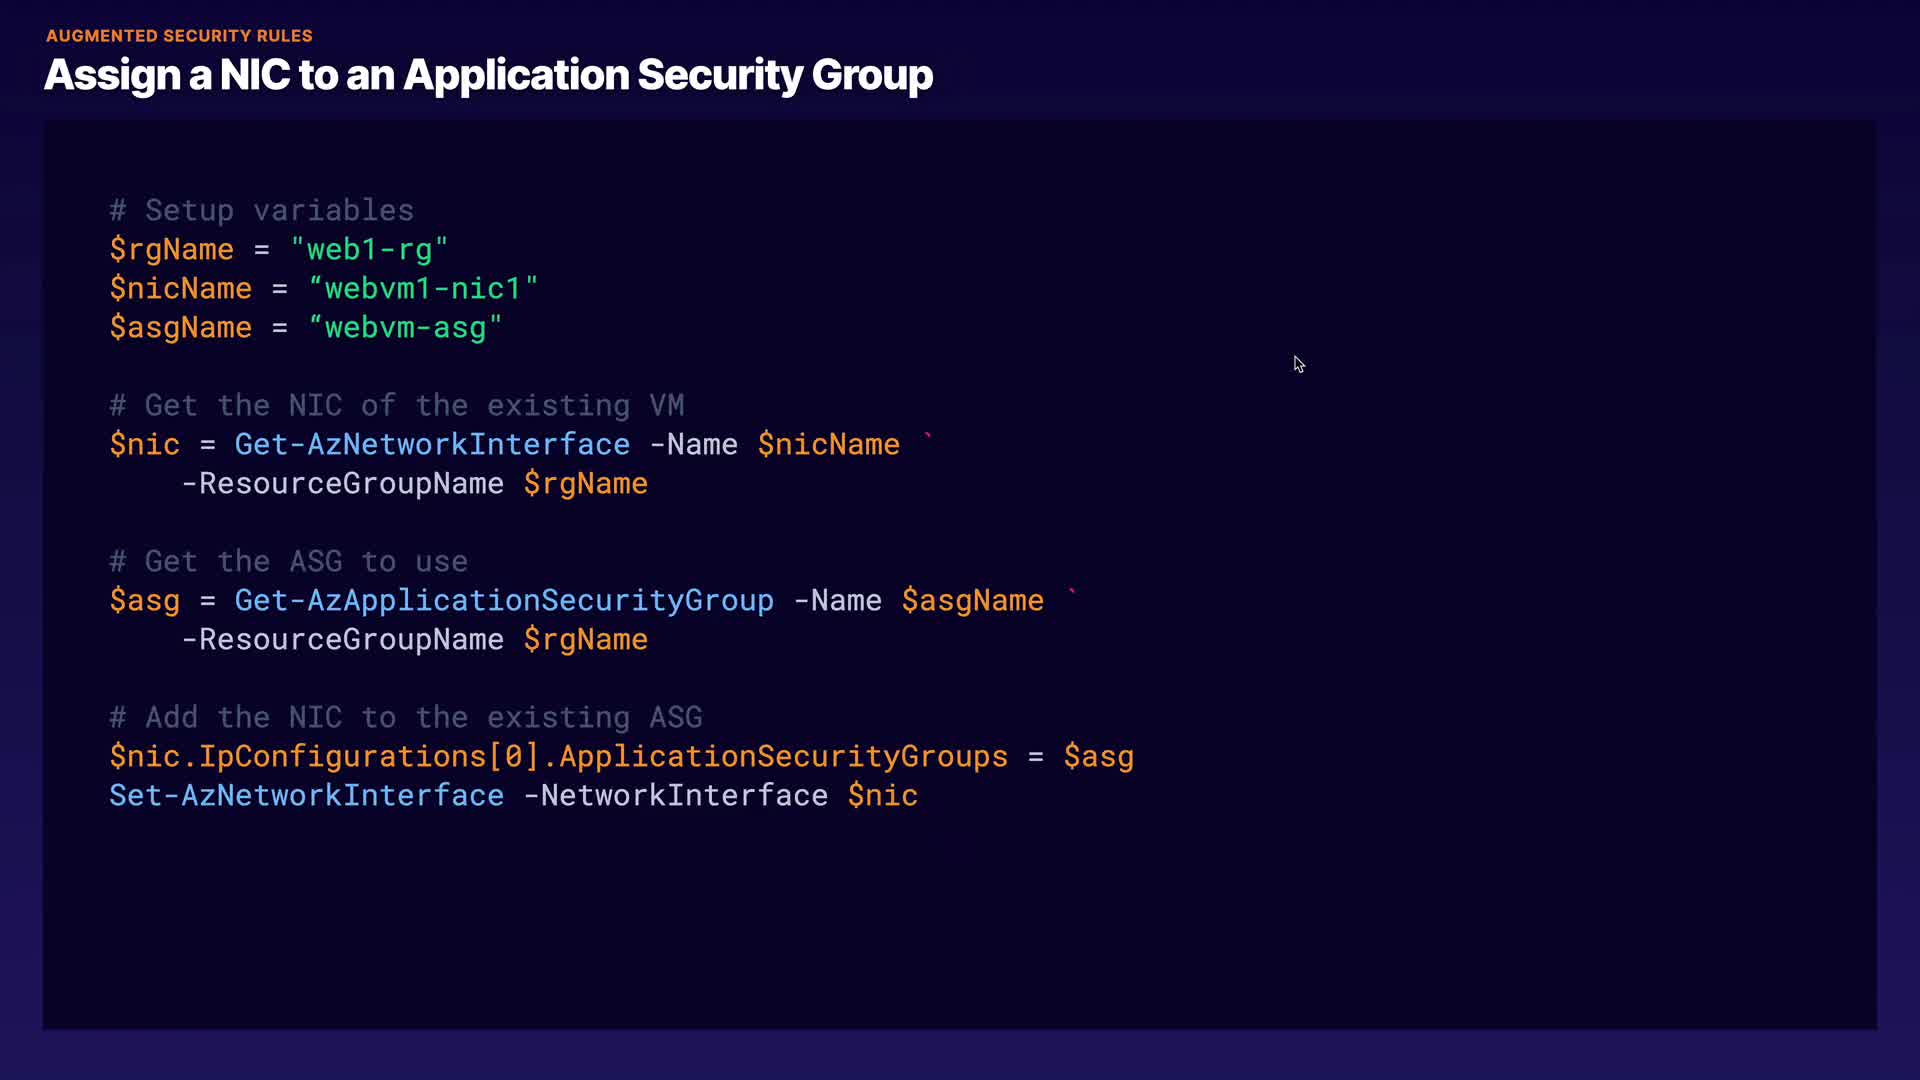 AUGMENTED SECURITY RULES
Assign a NIC to an Application Security Group
# Setup variables
$rgName = "web1-rg"
$nicName = “webvm1-nic1"
$asgName = “webvm-asg"
# Get the NIC of the existing VM
$nic = Get-AzNetworkInterface -Name $nicName `
    -ResourceGroupName $rgName
# Get the ASG to use
$asg = Get-AzApplicationSecurityGroup -Name $asgName `
    -ResourceGroupName $rgName
# Add the NIC to the existing ASG
$nic.IpConfigurations[0].ApplicationSecurityGroups = $asg
Set-AzNetworkInterface -NetworkInterface $nic